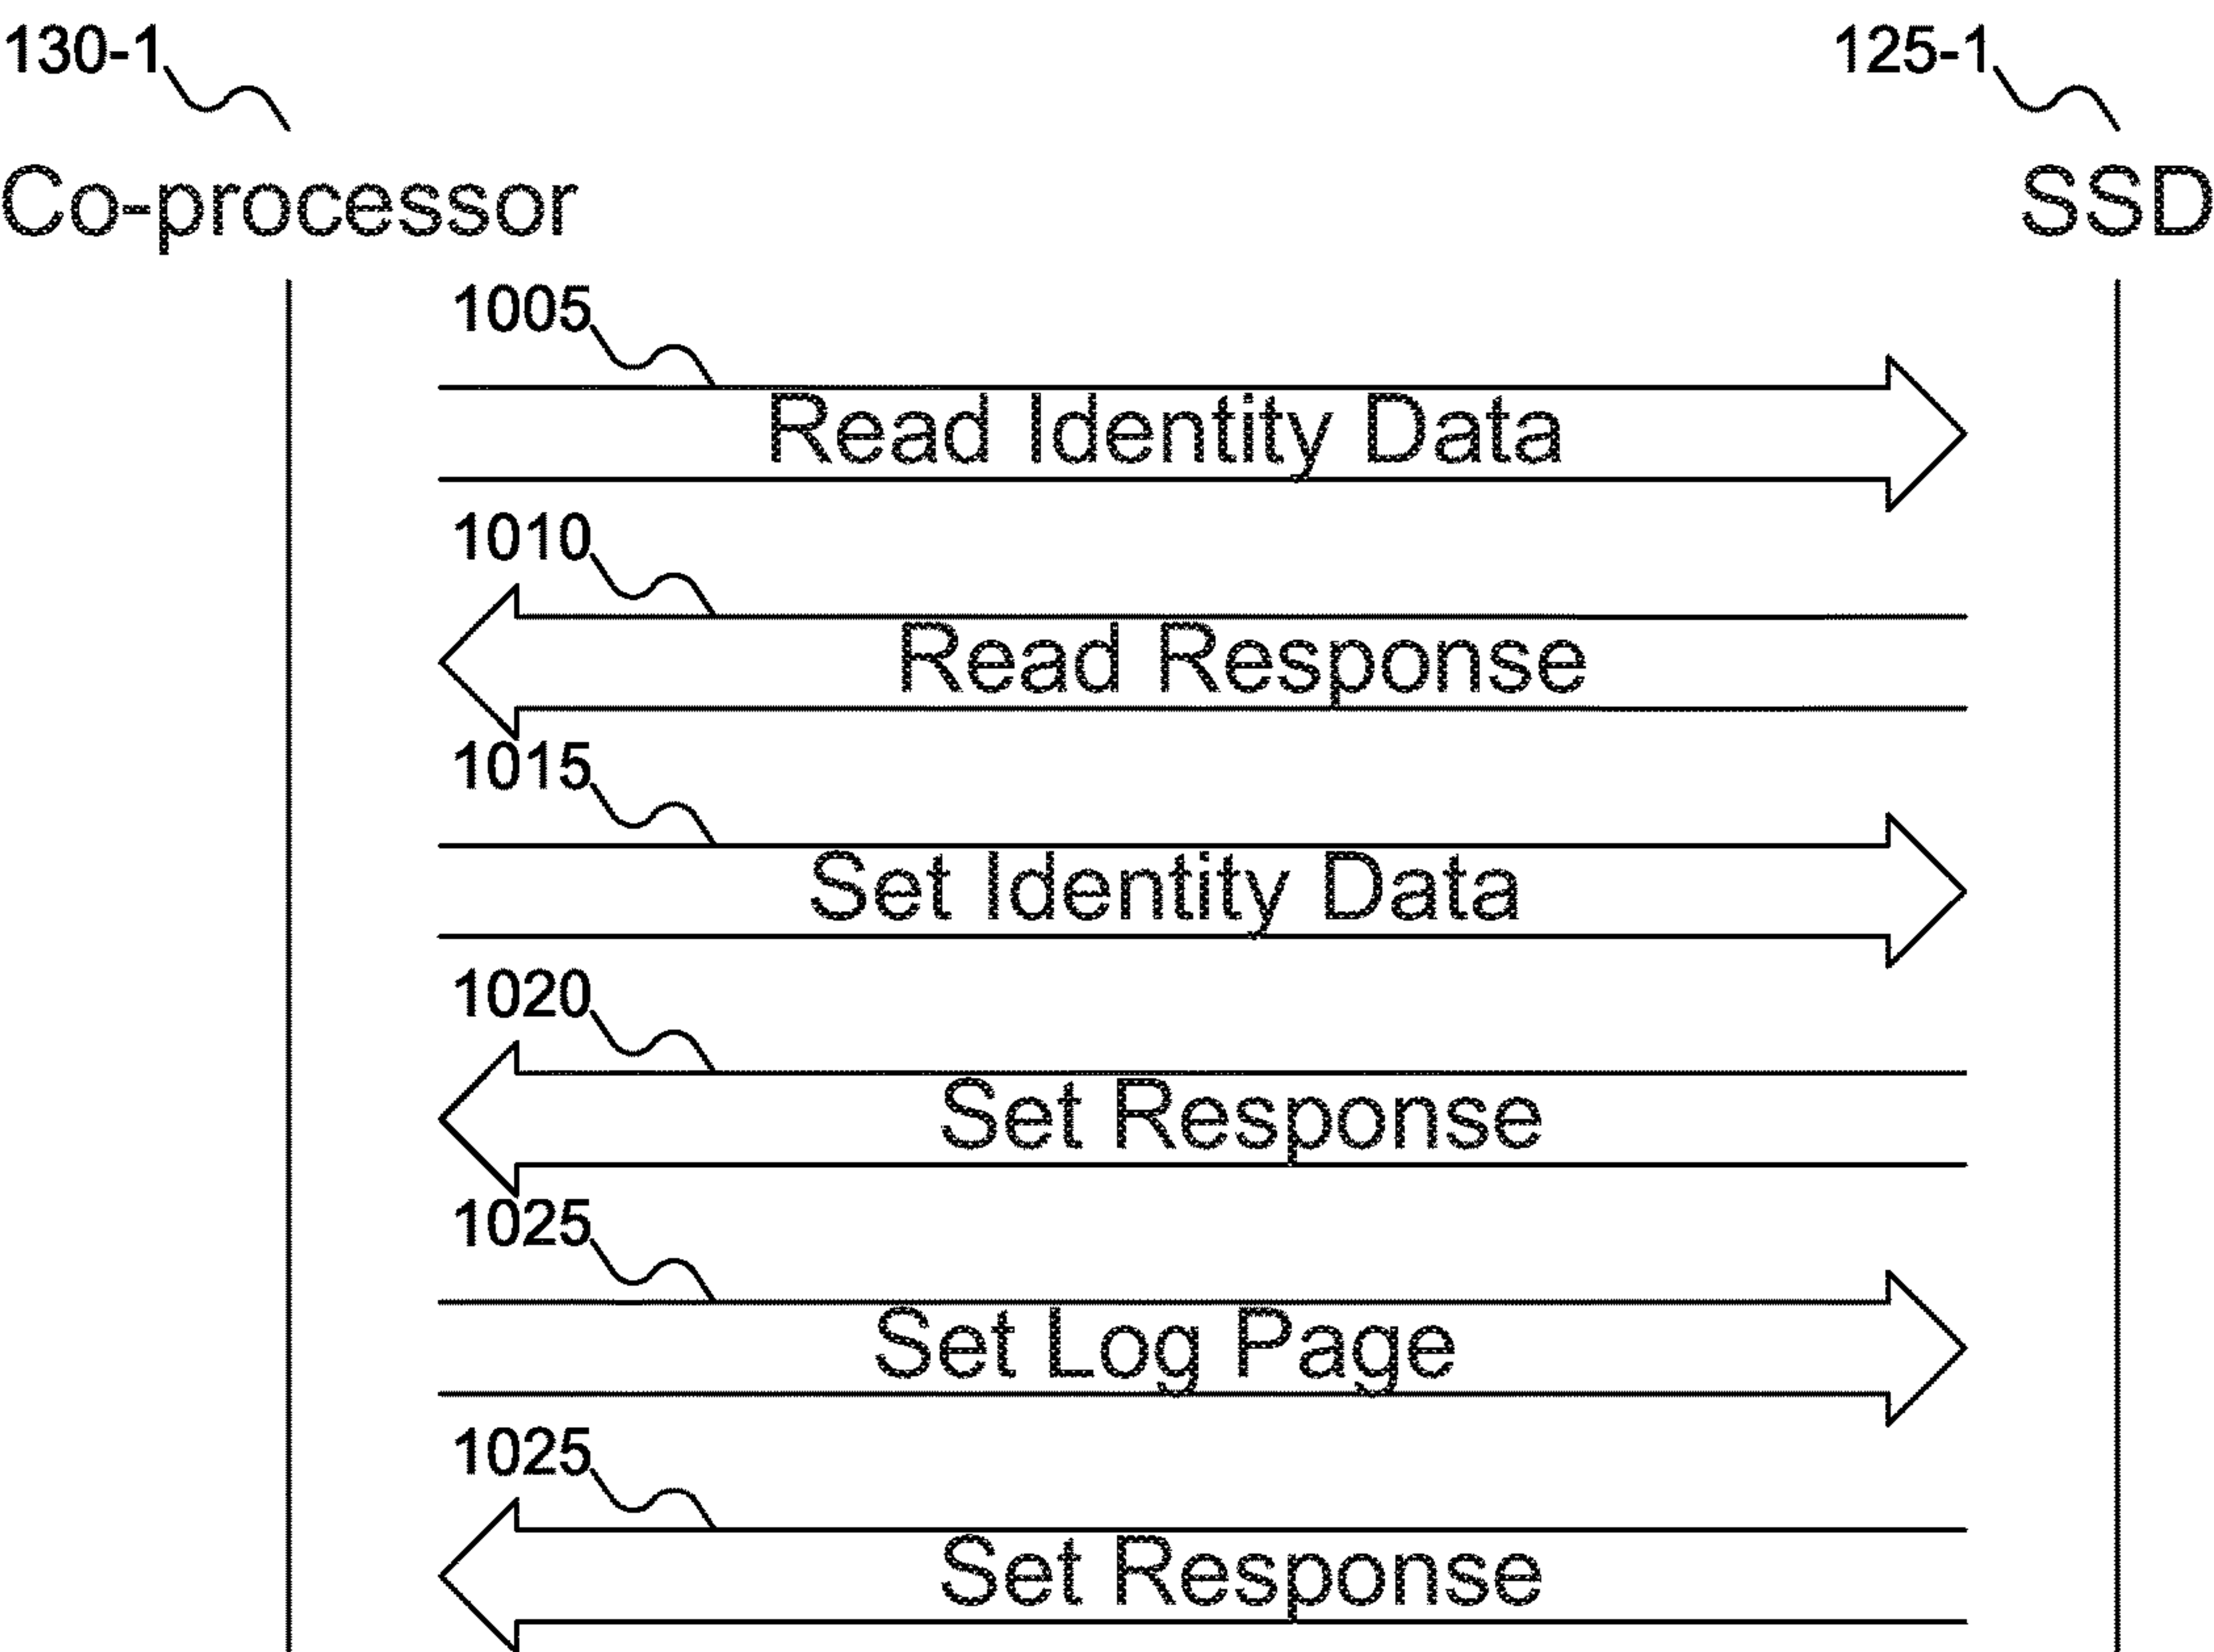 130-1
125-1
Co-processor
SSD
1005
Read Identity Data
1010
Read Response
1015
Set Identity Data
1020
Set Response
1025
Set Log Page
1025
Set Response